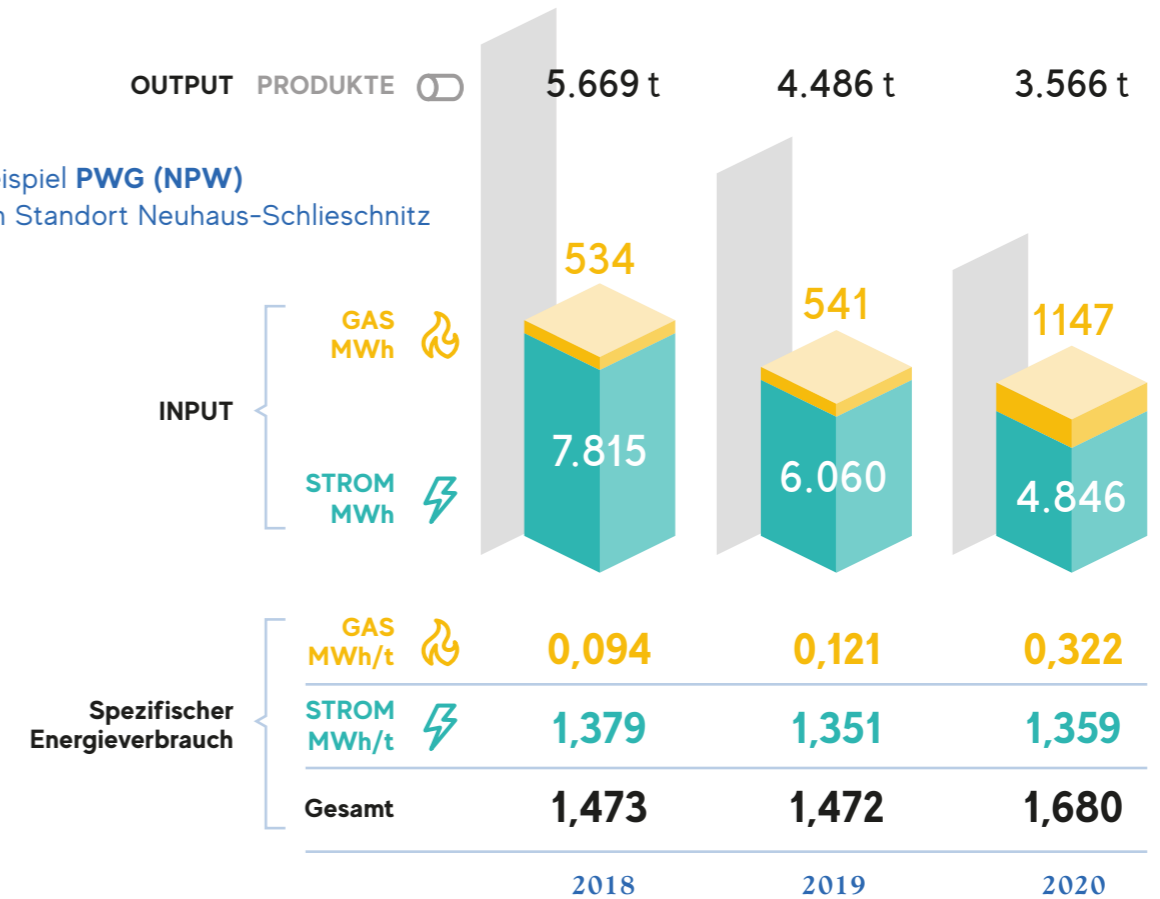 OUTPUT PRODUKTE 5.669 t 4.486 t 3.566 t
PWG (NPW)
Standort Neuhaus-Schlieschnitz
534
541
1147
GAS
MWh
INPUT
7.815
6.060
4.846
STROM
MWh
GAS
MWh/t
0,094 0,121 0,322
Spezifischer
Energieverbrauch
STROM
MWh/t
1,379 1,351 1,359
Gesamt 1,473 1,472 1,680
2018 2019 2020